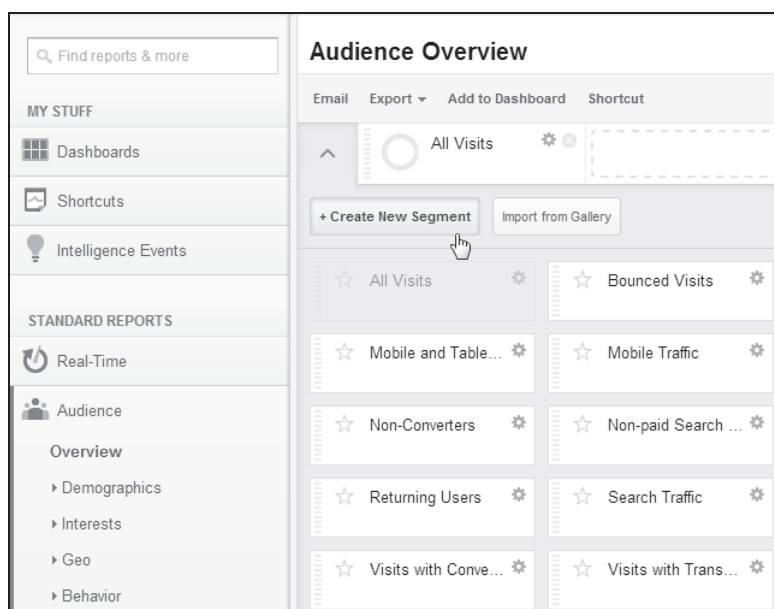 Find reports & more
MY STUFF
Dashboards
Shortcuts
Intelligence Events
STANDARD REPORTS
Real-Time
Audience
Overview
Demographics
Interests
Geo
Behavior
Audience Overview
Email Export Add to Dashboard Shortcut
All Visits
+ Create New Segment Import from Gallery
All Visits Bounced Visits
Mobile and Table... Mobile Traffic
Non-Converters Non-paid Search ...
Returning Users Search Traffic
Visits with Conve... Visits with Trans...